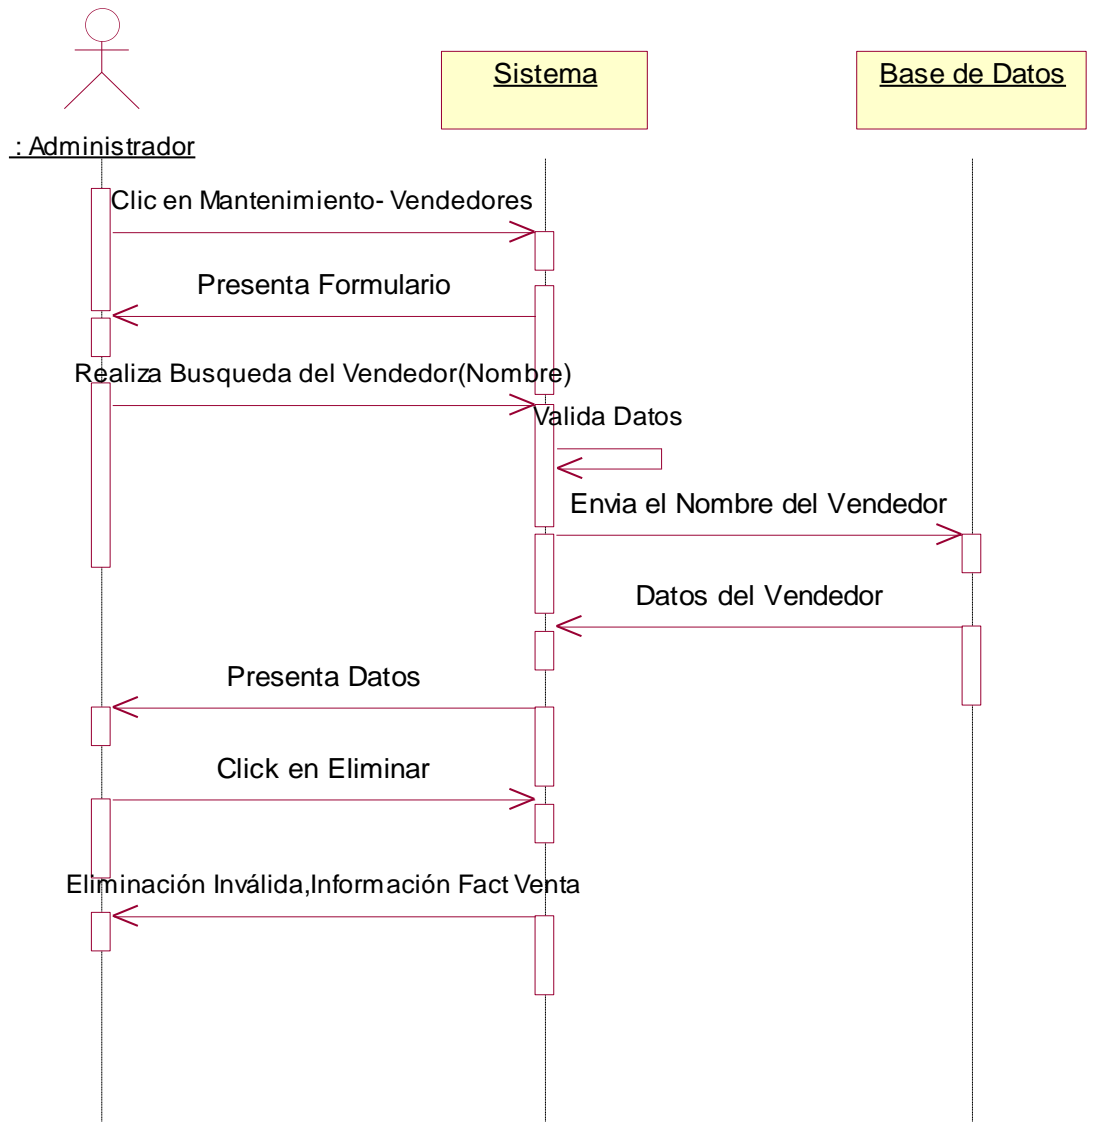 Sistema
Base de Datos
: Administrador
Clic en Mantenimiento- Vendedores
Presenta Formulario
Realiza Busqueda del Vendedor(Nombre)
Valida Datos
Envia el Nombre del Vendedor
Datos del Vendedor
Presenta Datos
Click en Eliminar
Eliminación Inválida,Información Fact Venta